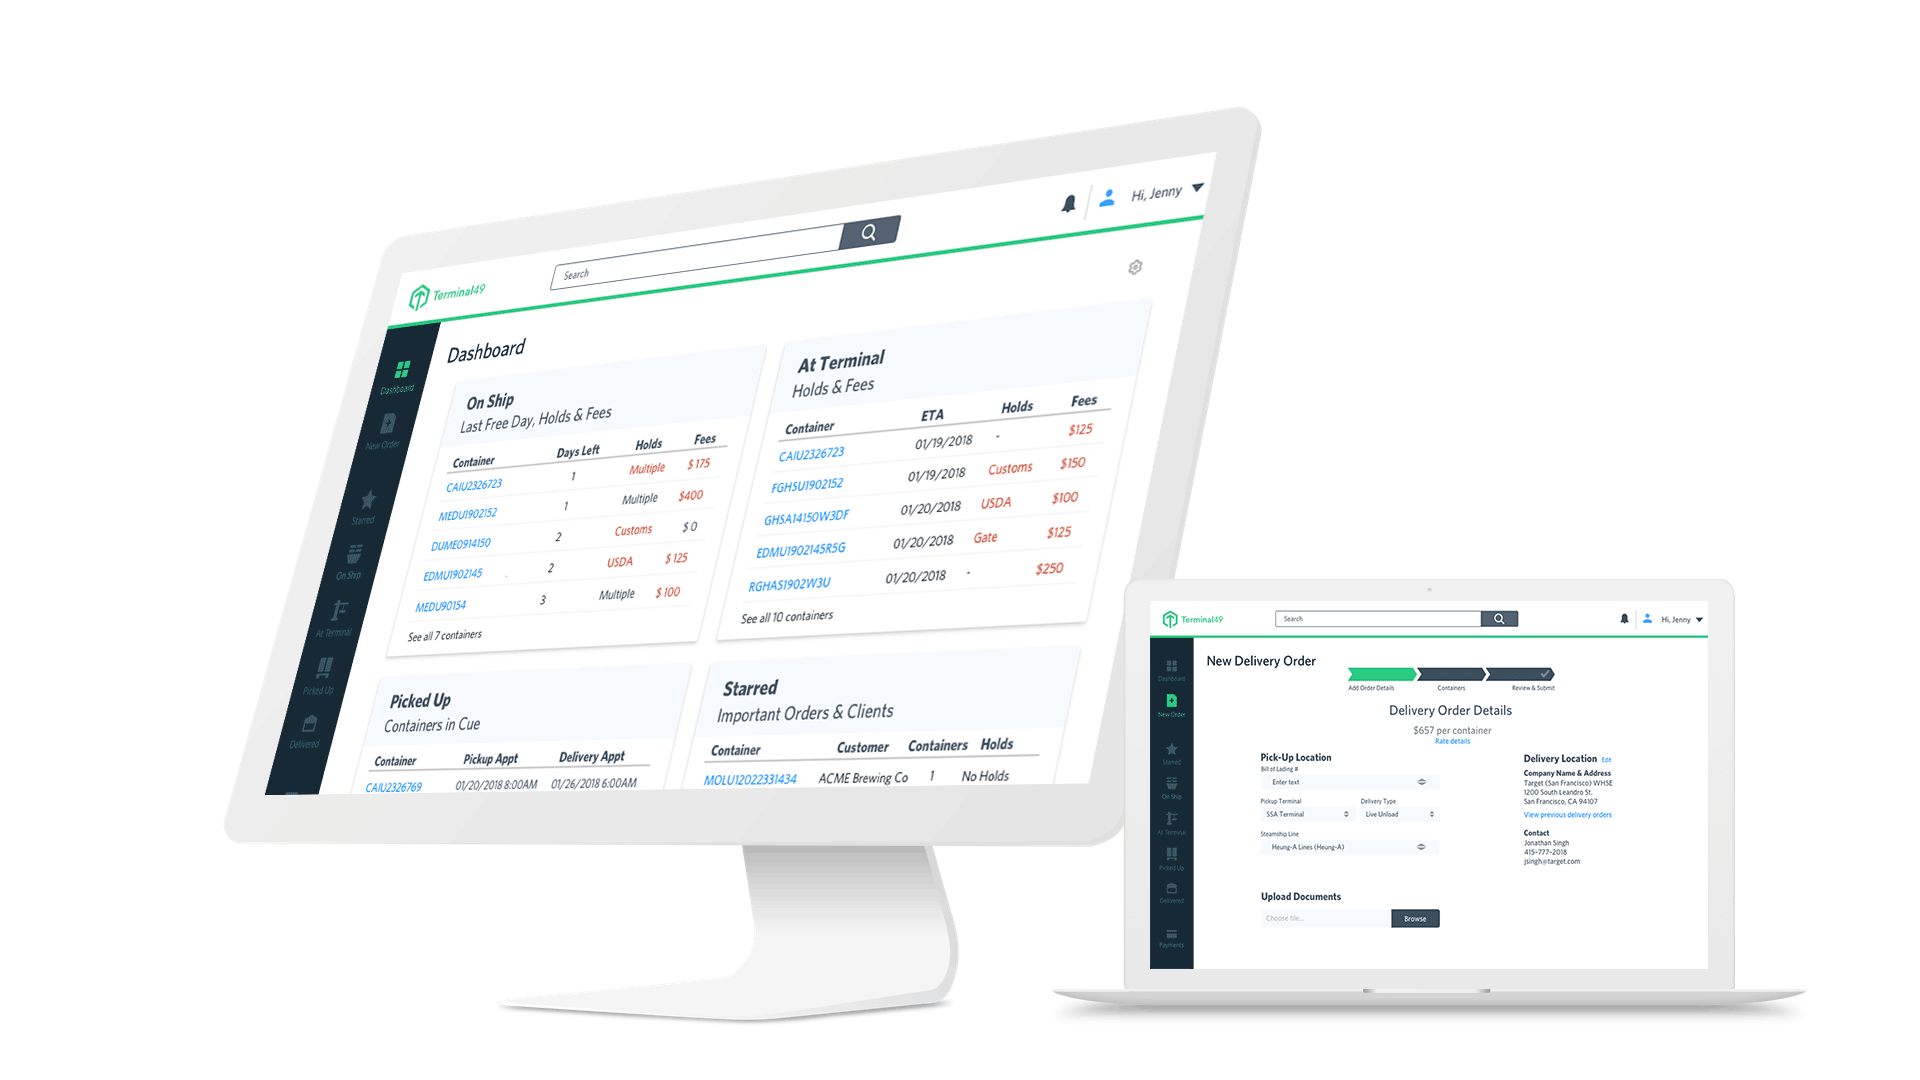 Hi, Jenny
Search
Terminal49
Dashboard
Dashboard
New Order
Starred
On Ship
At Terminal
Picked Up
Delivered
On Ship
Last Free Day, Holds & Fees
Container Days Left Holds Fees
CAIU2326723 1 Multiple $175
MEDU1902152 1 Multiple $400
DUME0914150 2 Customs $0
EDMU1902145 2 USDA $125
MEDU90154 3 Multiple $100
See all 7 containers
At Terminal
Holds & Fees
Container ETA Holds Fees
CAIU2326723 01/19/2018 - $125
FGHSU1902152 01/19/2018 Customs $150
GHSA14150W3DF 01/20/2018 USDA $100
EDMU1902145R5G 01/20/2018 Gate $125
RGHAS1902W3U 01/20/2018 - $250
See all 10 containers
Picked Up
Containers in Cue
Container Pickup Appt Delivery Appt
CAIU2326769 01/20/2018 8:00AM 01/26/2018 6:00AM
Starred
Important Orders & Clients
Container Customer Containers Holds
MOLU12022331434 ACME Brewing Co 1 No Holds
Terminal49
Search
Hi, Jenny
Dashboard
New Order
Starred
On Ship
At Terminal
Picked Up
Delivered
Payments
New Delivery Order
Add Order Details Containers Review & Submit
Delivery Order Details
$657 per container
Rate details
Pick-Up Location
Bill of Lading #
Enter text
Pickup Terminal Delivery Type
SSA Terminal Live Unload
Steamship Line
Heung-A Lines (Heung-A)
Upload Documents
Choose file... Browse
Delivery Location Edit
Company Name & Address
Target (San Francisco) WHSE
1200 South Leandro St.
San Francisco, CA 94107
View previous delivery orders
Contact
Jonathan Singh
415-777-2018
jsingh@target.com